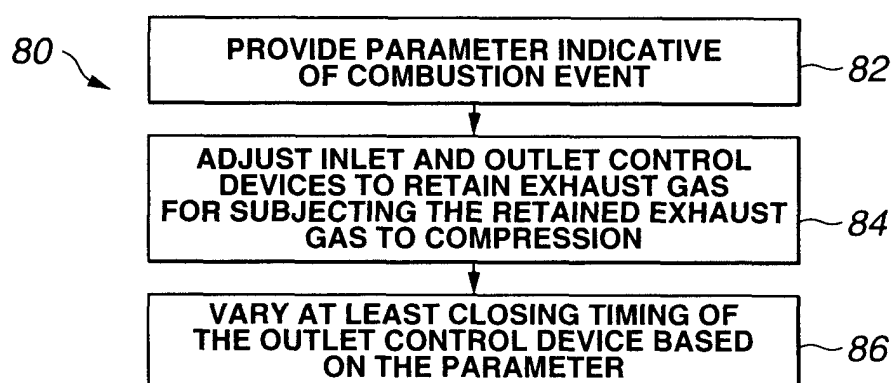 80
PROVIDE PARAMETER INDICATIVE
OF COMBUSTION EVENT
82
ADJUST INLET AND OUTLET CONTROL
DEVICES TO RETAIN EXHAUST GAS
FOR SUBJECTING THE RETAINED EXHAUST
GAS TO COMPRESSION
84
VARY AT LEAST CLOSING TIMING OF
THE OUTLET CONTROL DEVICE BASED
ON THE PARAMETER
86